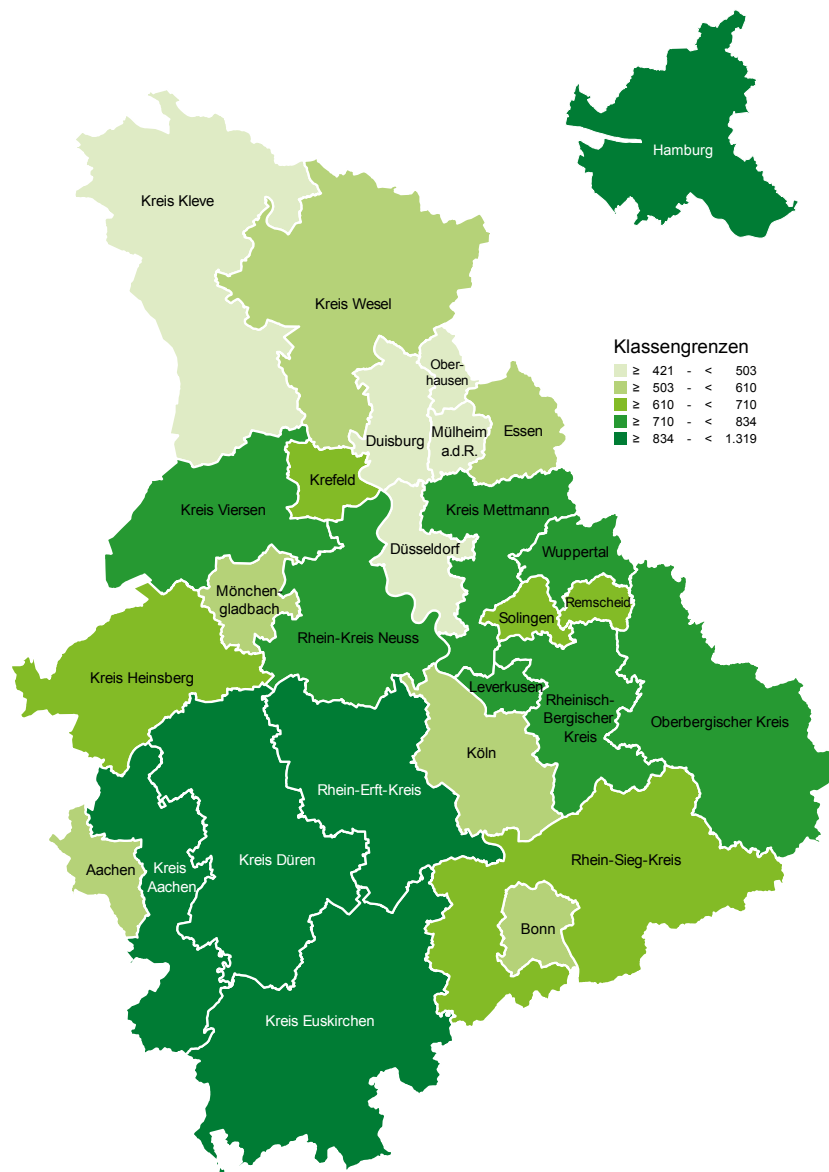 Hamburg
Kreis Kleve
Kreis Wesel
Klassengrenzen
≥ 421 - < 503
≥ 503 - < 610
≥ 610 - < 710
≥ 710 - < 834
≥ 834 - < 1.319
Ober-
hausen
Duisburg
Mülheim
a.d.R.
Essen
Krefeld
Kreis Viersen
Kreis Mettmann
Düsseldorf
Wuppertal
Mönchen-
gladbach
Solingen
Remscheid
Rhein-Kreis Neuss
Kreis Heinsberg
Leverkusen
Rheinisch-
Bergischer
Kreis
Oberbergischer Kreis
Köln
Rhein-Erft-Kreis
Aachen
Kreis
Aachen
Kreis Düren
Rhein-Sieg-Kreis
Bonn
Kreis Euskirchen